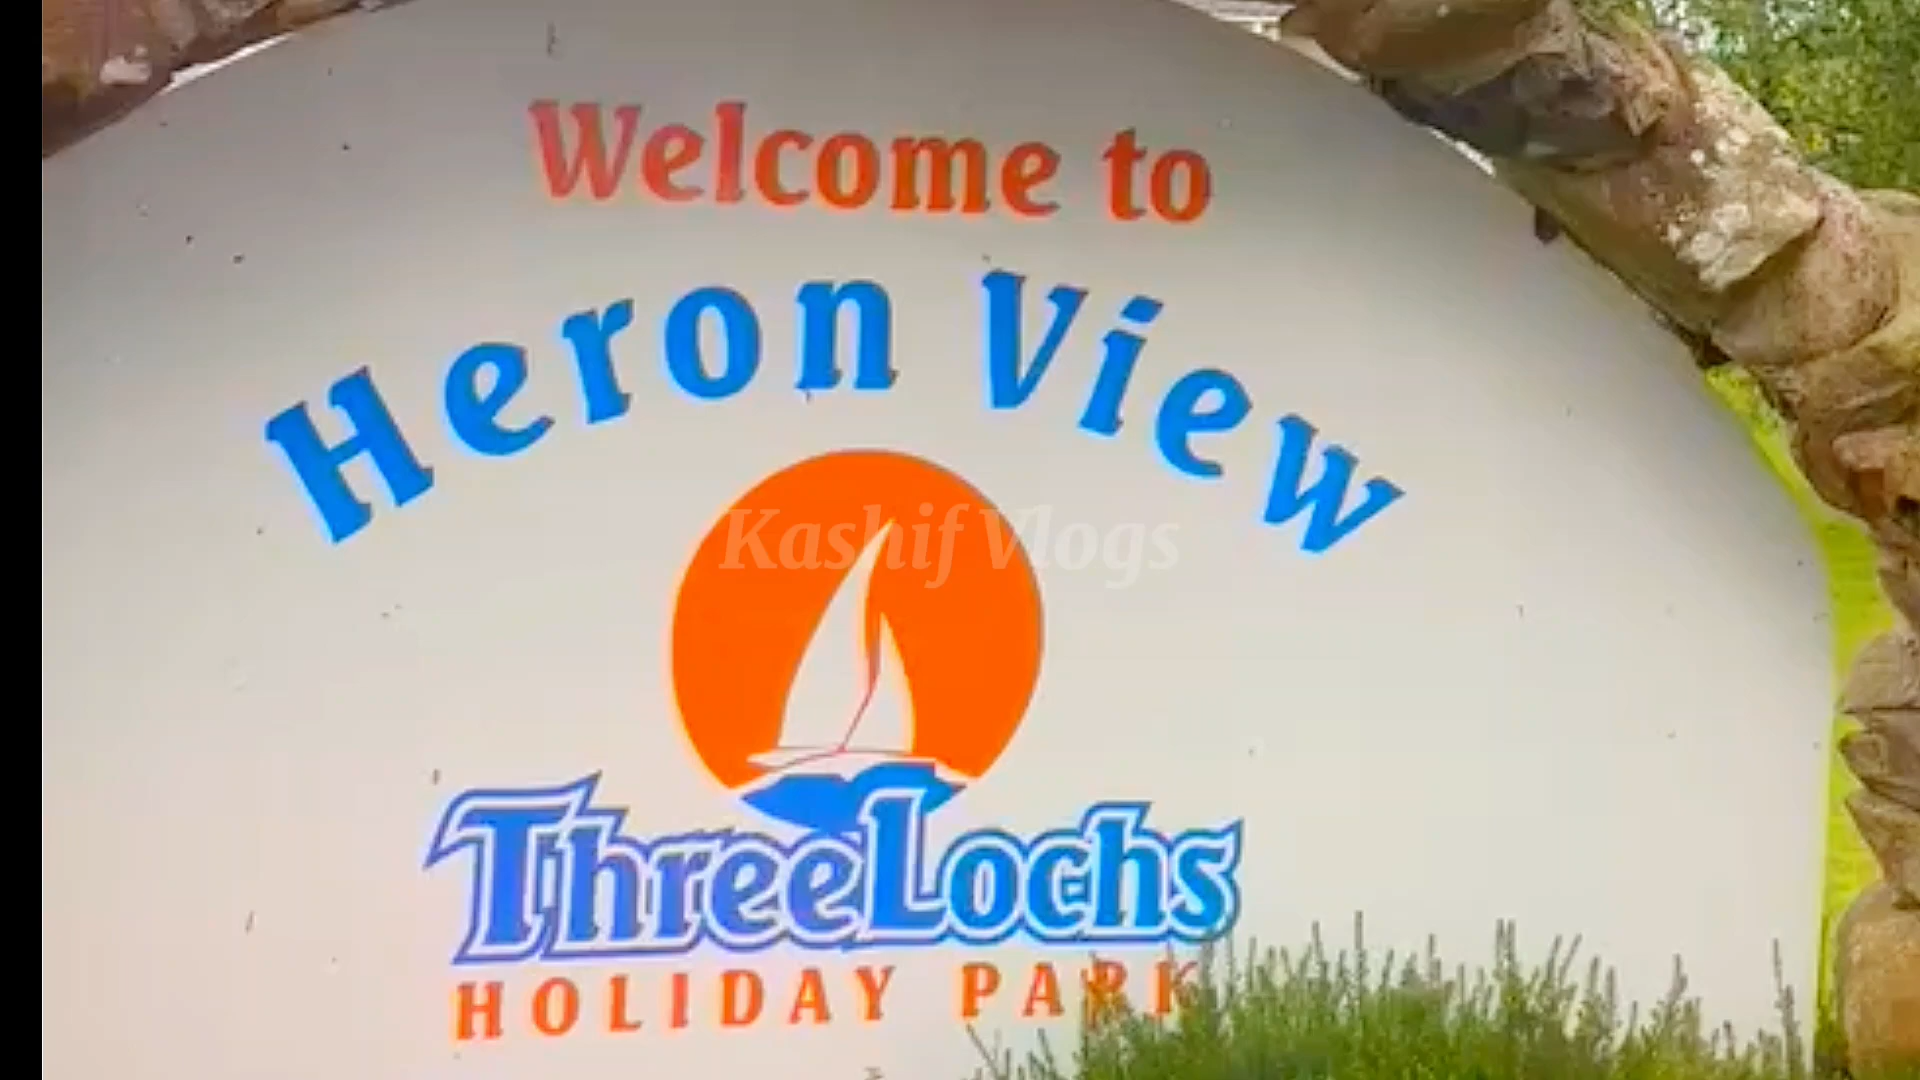 Welcome to
Heron View
Kashif Vlogs
ThreeLochs
HOLIDAY PARK